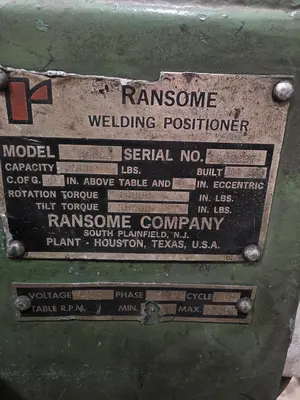 r RANSOME
WELDING POSITIONER
MODEL SERIAL NO.
CAPACITY LBS. BUILT
C. OF G. IN. ABOVE TABLE AND IN. ECCENTRIC
ROTATION TORQUE IN. LBS.
TILT TORQUE IN. LBS.
RANSOME COMPANY
SOUTH PLAINFIELD, N.J.
PLANT - HOUSTON, TEXAS, U.S.A.
VOLTAGE PHASE CYCLE
TABLE R.P.M. MIN. MAX.